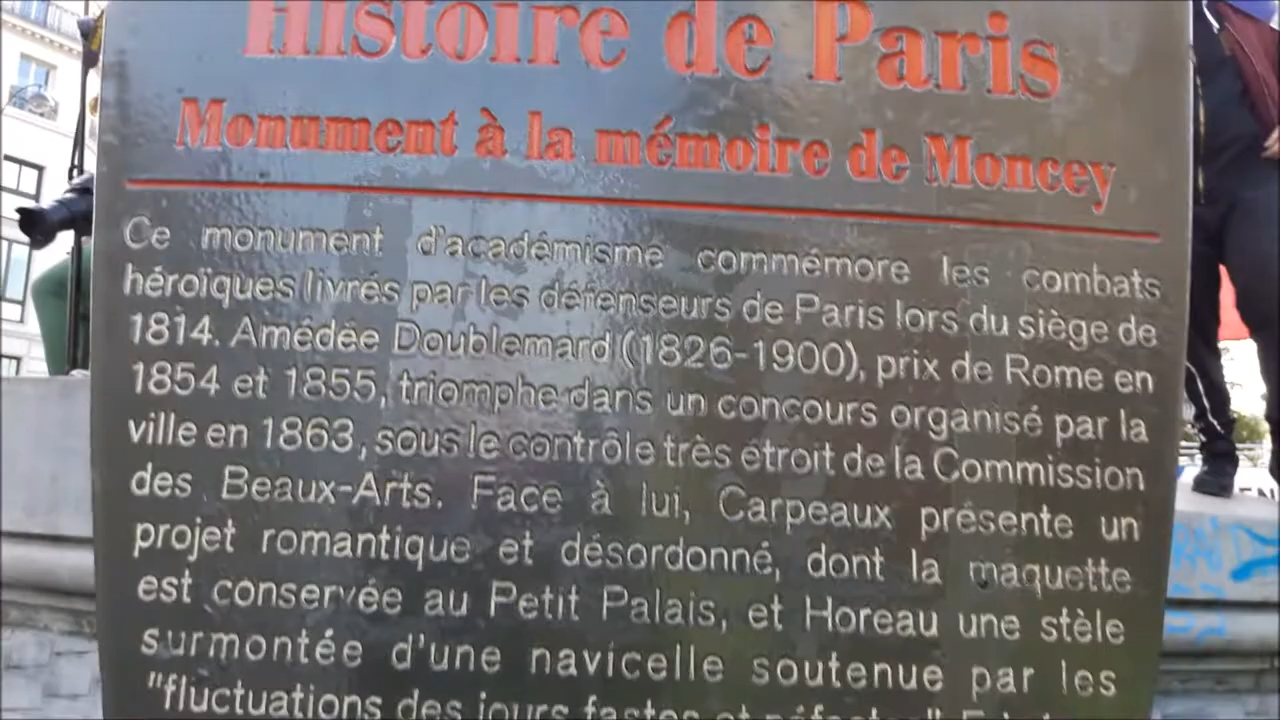 Histoire de Paris
Monument à la mémoire de Moncey
Ce monument d'académisme commémore les combats
héroïques livrés par les défenseurs de Paris lors du siège de
1814. Amédée Doublemard (1826-1900), prix de Rome en
1854 et 1855, triomphe dans un concours organisé par la
ville en 1863, sous le contrôle très étroit de la Commission
des Beaux-Arts. Face à lui, Carpeaux présente un
projet romantique et désordonné, dont la maquette
est conservée au Petit Palais, et Horeau une stèle
surmontée d'une navicelle soutenue par les
"fluctuations des jours fastes et néfastes"